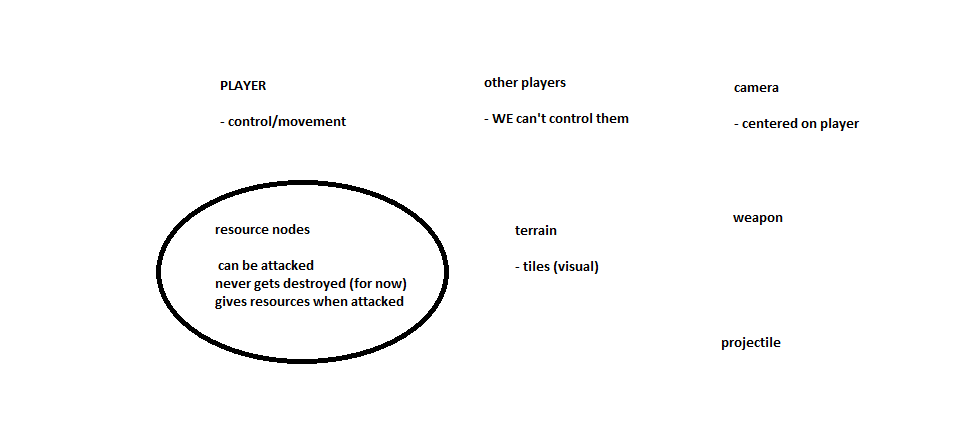 PLAYER
- control/movement
other players
- WE can't control them
camera
- centered on player
resource nodes
can be attacked
never gets destroyed (for now)
gives resources when attacked
terrain
- tiles (visual)
weapon
projectile